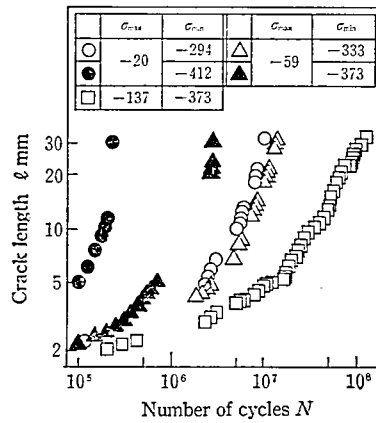 σmax σmin σmax σmin
−20 −294 −59 −333
−412 −373
−137 −373
Crack length ℓ mm
30
20
10
5
2
10⁵ 10⁶ 10⁷ 10⁸
Number of cycles N